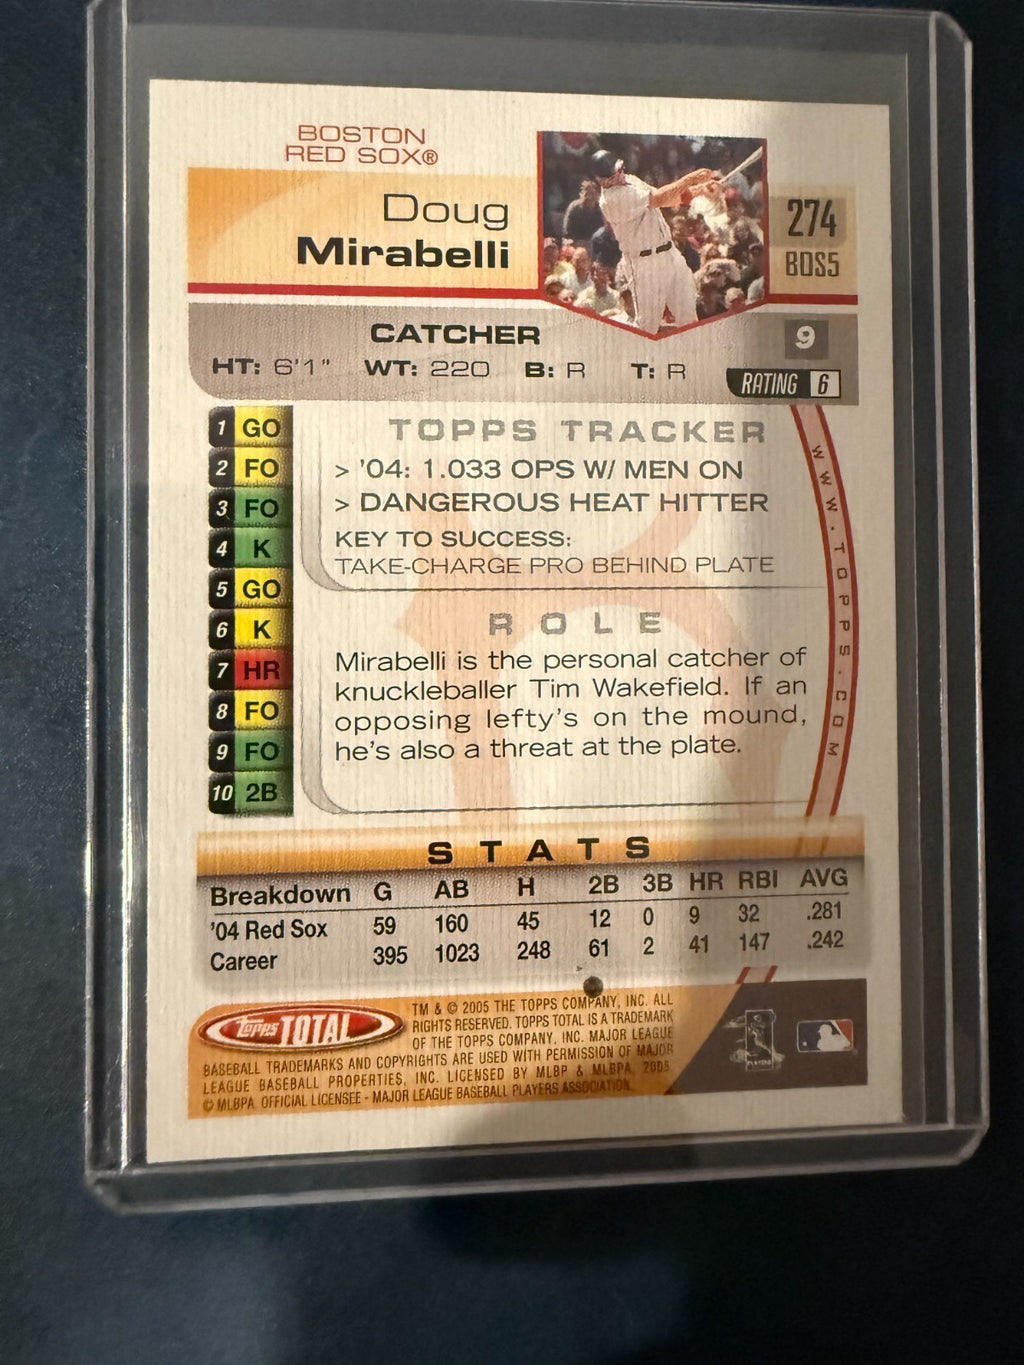 BOSTON
RED SOX®
Doug
Mirabelli
274
BOS5
CATCHER
9
HT: 6'1" WT: 220 B: R T: R
RATING 6
1 GO
2 FO
3 FO
4 K
5 GO
6 K
7 HR
8 FO
9 FO
10 2B
TOPPS TRACKER
> '04: 1.033 OPS W/ MEN ON
> DANGEROUS HEAT HITTER
KEY TO SUCCESS:
TAKE-CHARGE PRO BEHIND PLATE
ROLE
Mirabelli is the personal catcher of
knuckleballer Tim Wakefield. If an
opposing lefty's on the mound,
he's also a threat at the plate.
WWW.TOPPS.COM
STATS
Breakdown G AB H 2B 3B HR RBI AVG
'04 Red Sox 59 160 45 12 0 9 32 .281
Career 395 1023 248 61 2 41 147 .242
Topps TOTAL
TM & © 2005 THE TOPPS COMPANY, INC. ALL
RIGHTS RESERVED. TOPPS TOTAL IS A TRADEMARK
OF THE TOPPS COMPANY, INC. MAJOR LEAGUE
BASEBALL TRADEMARKS AND COPYRIGHTS ARE USED WITH PERMISSION OF MAJOR
LEAGUE BASEBALL PROPERTIES, INC. LICENSED BY MLBP & MLBPA, 2005
© MLBPA OFFICIAL LICENSEE - MAJOR LEAGUE BASEBALL PLAYERS ASSOCIATION.
PLAYERS